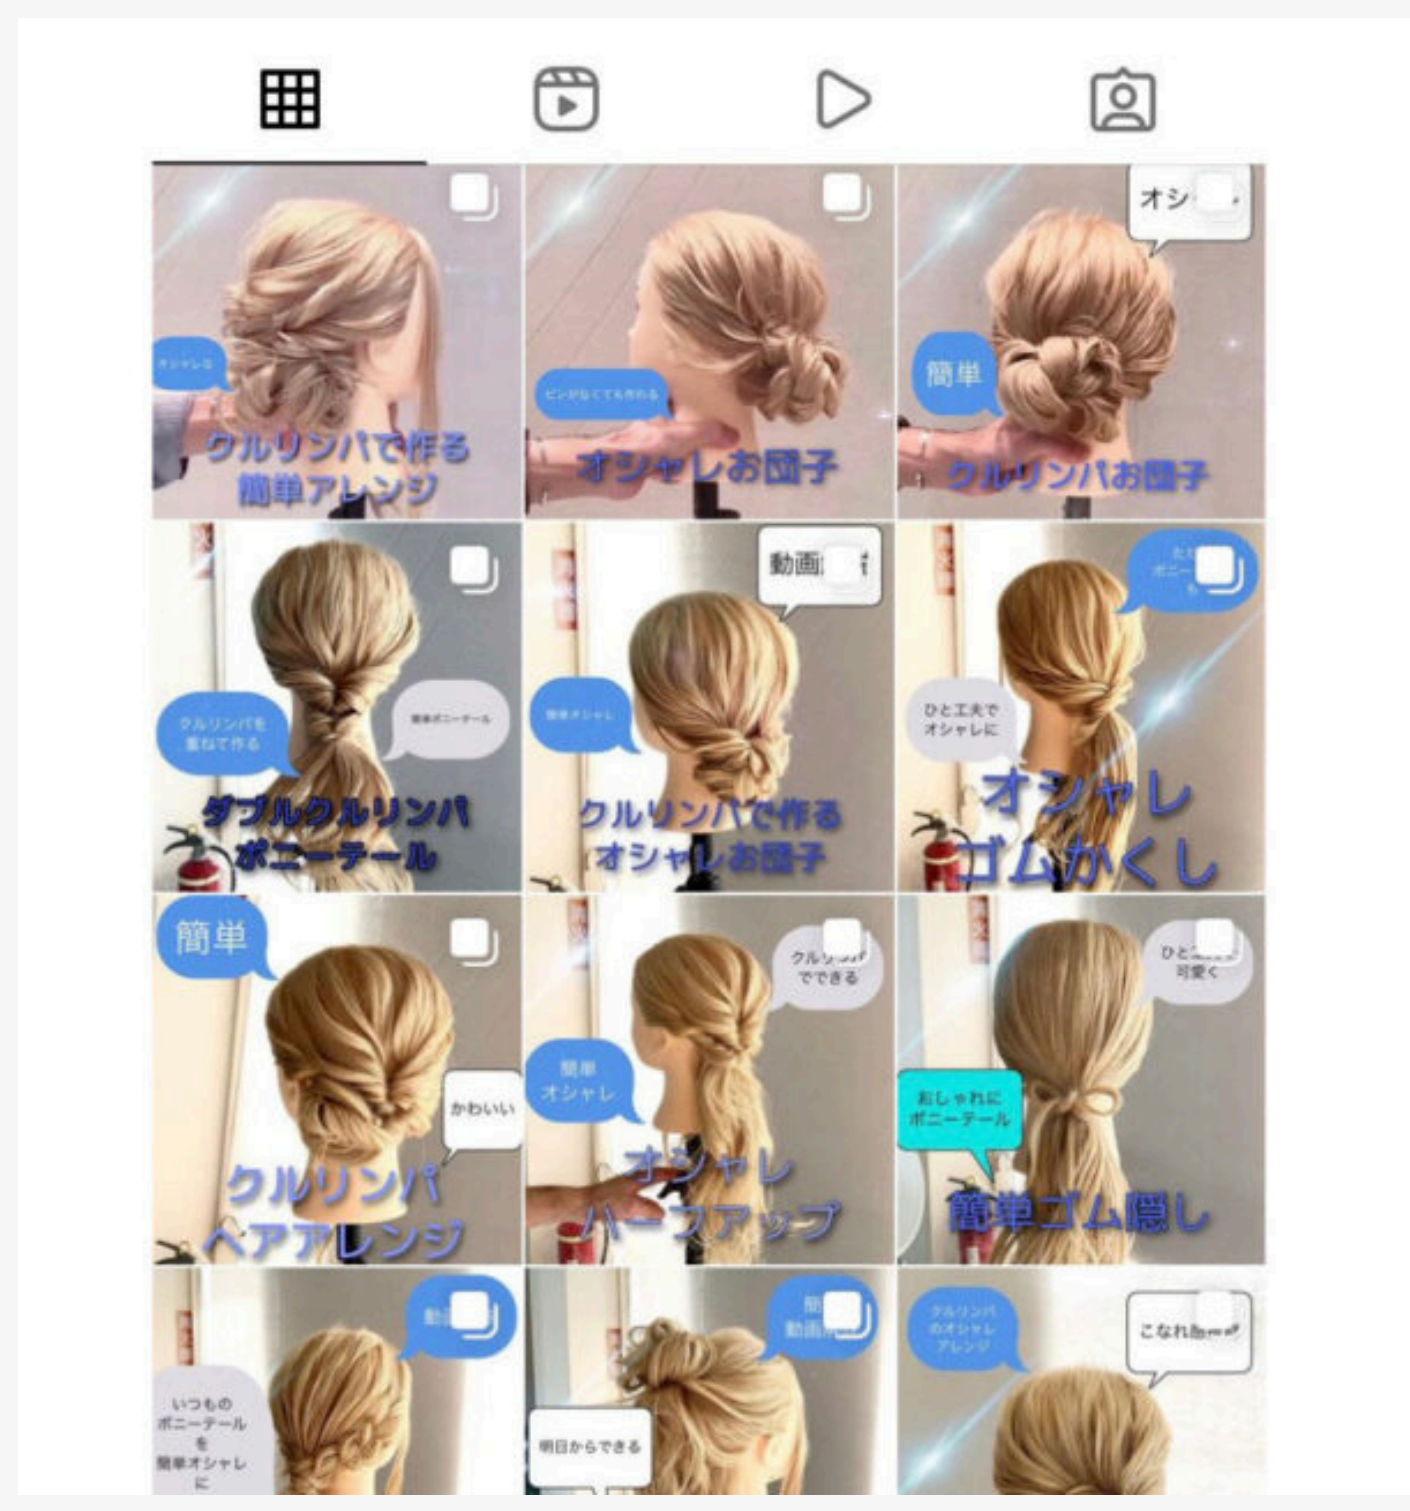 オシ
オシャレな
クルリンパで作る
簡単アレンジ
ピンがなくても作れる
オシャレお団子
簡単
クルリンパお団子
クルリンパを
重ねて作る
簡単ポニーテール
ダブルクルリンパ
ポニーテール
動画
簡単オシャレ
クルリンパで作る
オシャレお団子
ひと工夫で
オシャレに
オシャレ
ゴムかくし
簡単
かわいい
クルリンパ
ヘアアレンジ
クルリンパ
でできる
簡単
オシャレ
オシャレ
ハーフアップ
ひと
可愛く
おしゃれに
ポニーテール
簡単ゴム隠し
動画
いつもの
ポニーテール
を
簡単オシャレ
に
簡
動画
明日からできる
クルリンパ
のオシャレ
アレンジ
こなれ